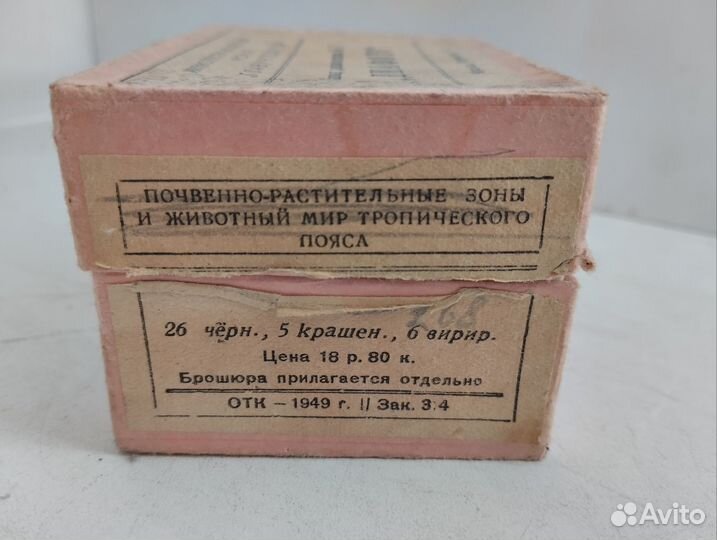 ПОЧВЕННО-РАСТИТЕЛЬНЫЕ ЗОНЫ
И ЖИВОТНЫЙ МИР ТРОПИЧЕСКОГО
ПОЯСА
26 чёрн., 5 крашен., 6 вирир.
Цена 18 р. 80 к.
Брошюра прилагается отдельно
ОТК – 1949 г. || Зак. 3.4
Avito